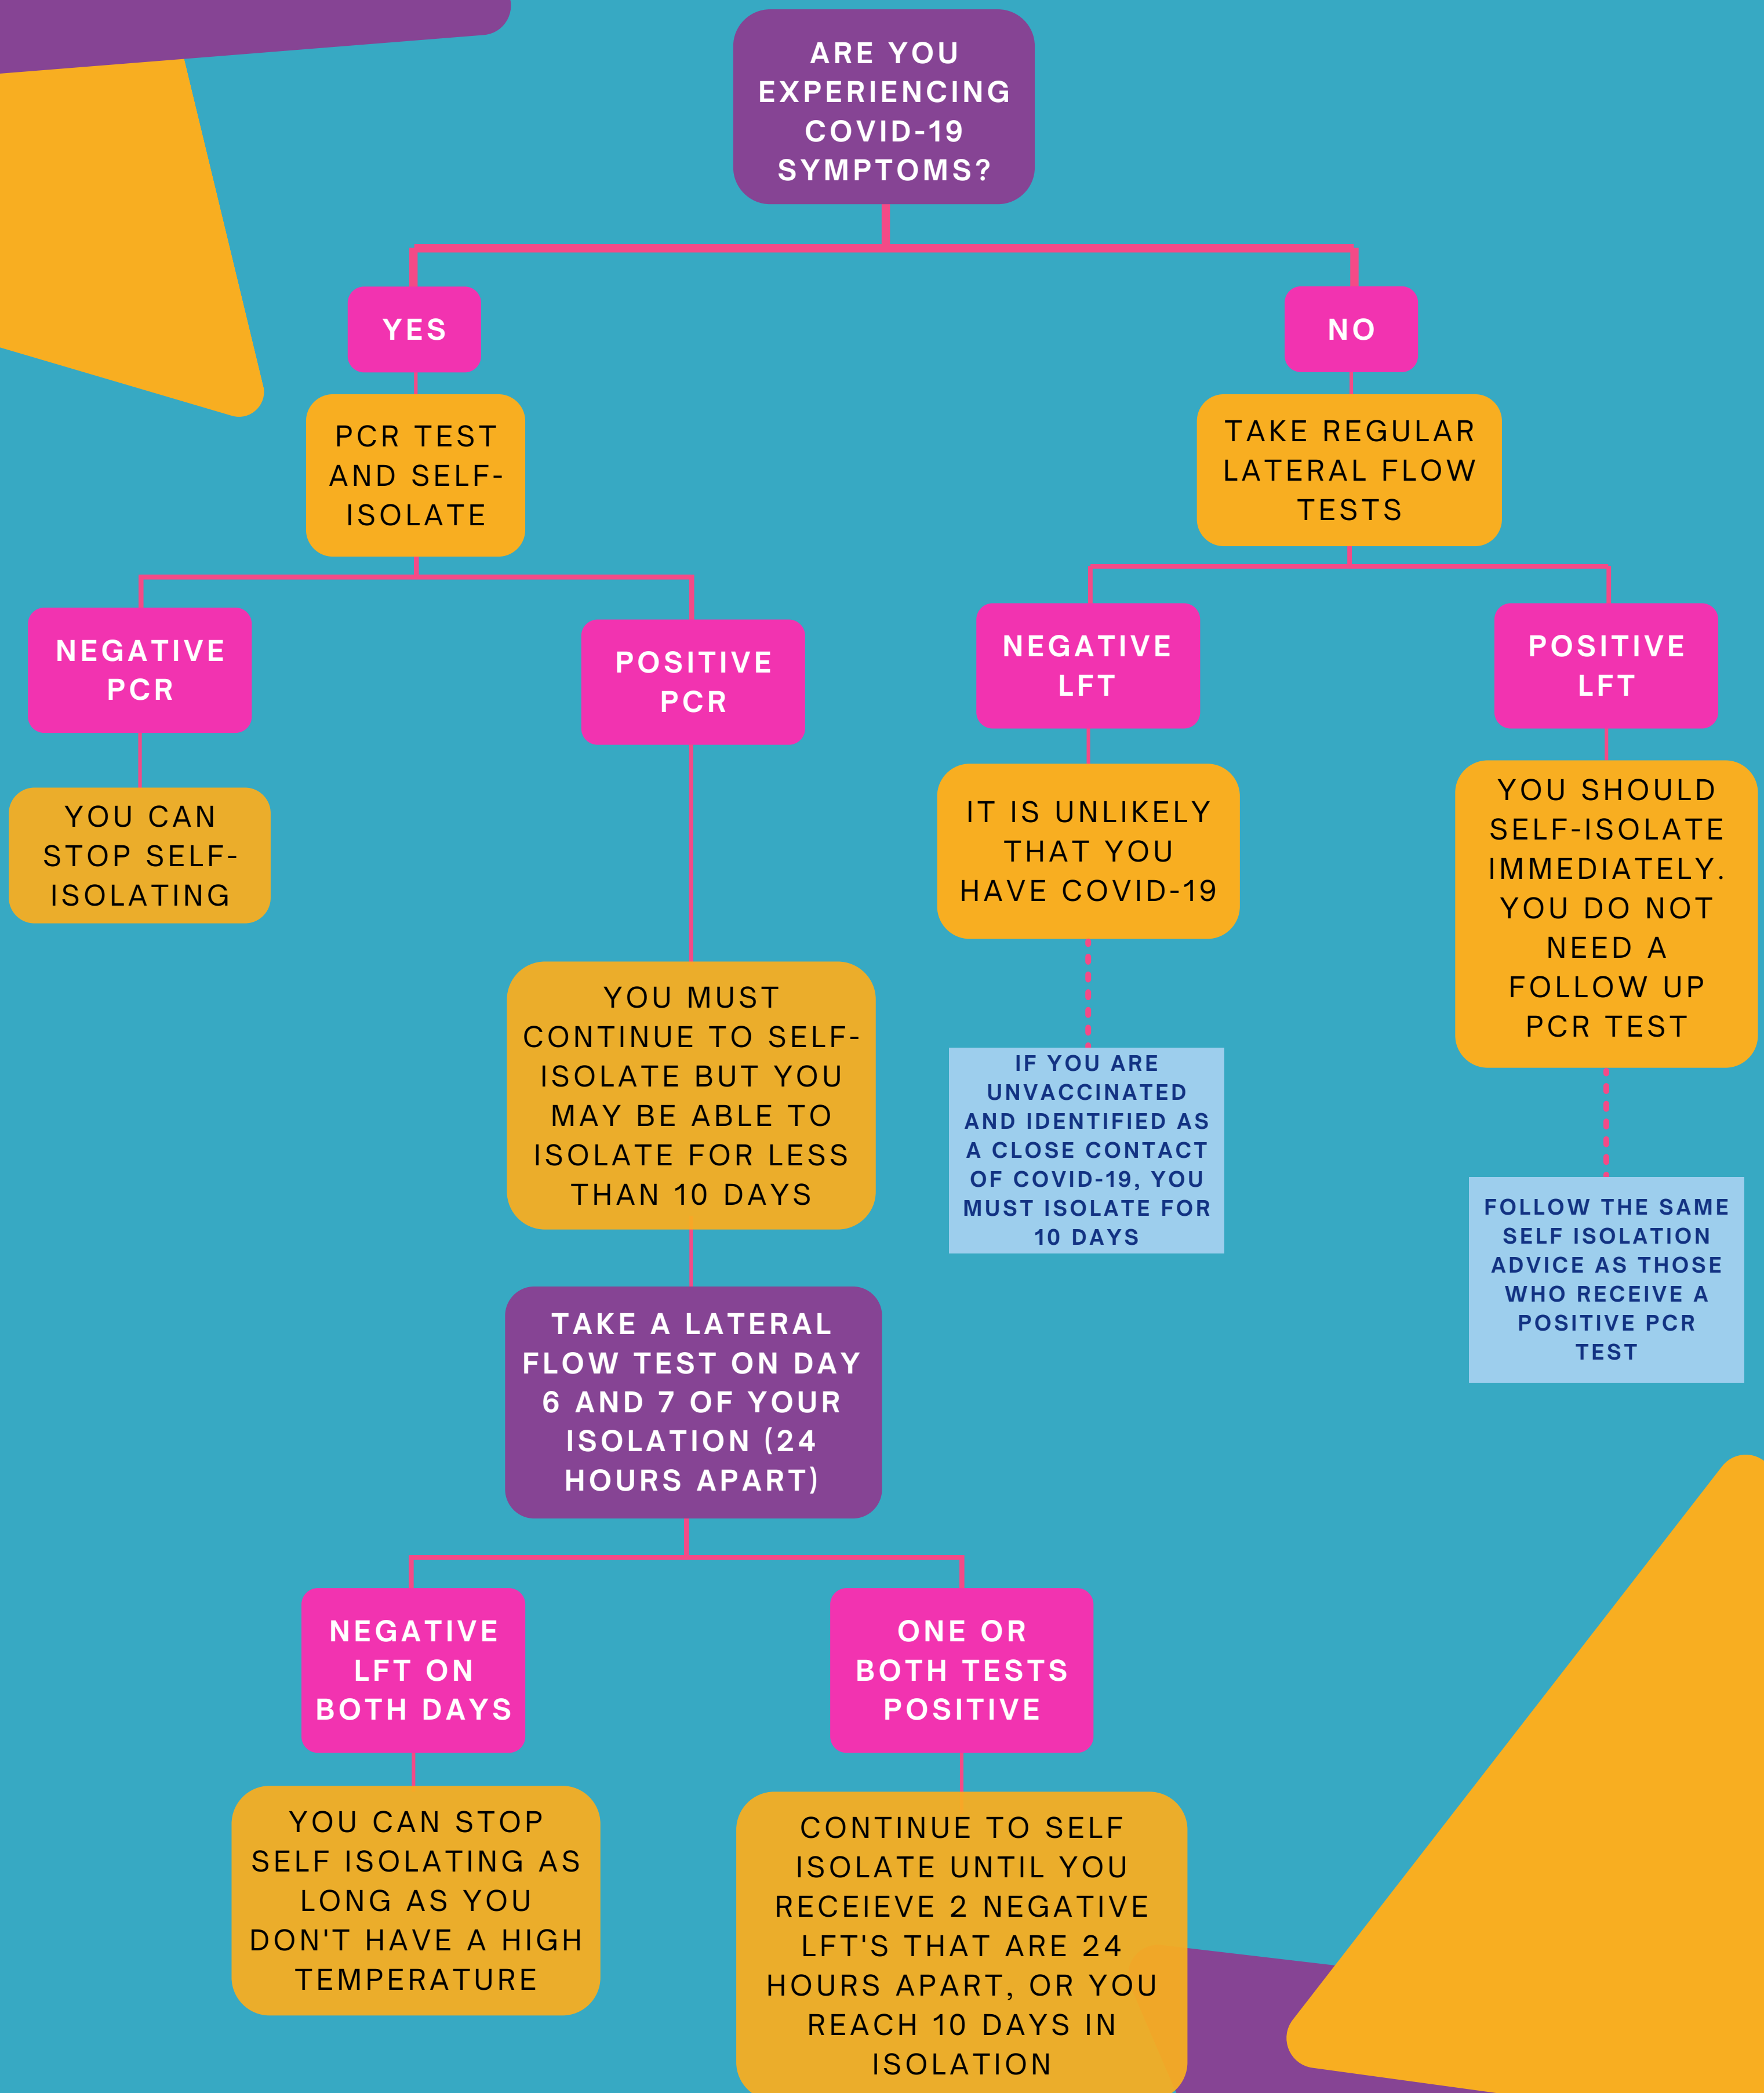 ARE YOU
EXPERIENCING
COVID-19
SYMPTOMS?
YES
NO
PCR TEST
AND SELF-
ISOLATE
TAKE REGULAR
LATERAL FLOW
TESTS
NEGATIVE
PCR
POSITIVE
PCR
NEGATIVE
LFT
POSITIVE
LFT
YOU CAN
STOP SELF-
ISOLATING
IT IS UNLIKELY
THAT YOU
HAVE COVID-19
YOU SHOULD
SELF-ISOLATE
IMMEDIATELY.
YOU DO NOT
NEED A
FOLLOW UP
PCR TEST
YOU MUST
CONTINUE TO SELF-
ISOLATE BUT YOU
MAY BE ABLE TO
ISOLATE FOR LESS
THAN 10 DAYS
IF YOU ARE
UNVACCINATED
AND IDENTIFIED AS
A CLOSE CONTACT
OF COVID-19, YOU
MUST ISOLATE FOR
10 DAYS
FOLLOW THE SAME
SELF ISOLATION
ADVICE AS THOSE
WHO RECEIVE A
POSITIVE PCR
TEST
TAKE A LATERAL
FLOW TEST ON DAY
6 AND 7 OF YOUR
ISOLATION (24
HOURS APART)
NEGATIVE
LFT ON
BOTH DAYS
ONE OR
BOTH TESTS
POSITIVE
YOU CAN STOP
SELF ISOLATING AS
LONG AS YOU
DON'T HAVE A HIGH
TEMPERATURE
CONTINUE TO SELF
ISOLATE UNTIL YOU
RECEIEVE 2 NEGATIVE
LFT'S THAT ARE 24
HOURS APART, OR YOU
REACH 10 DAYS IN
ISOLATION